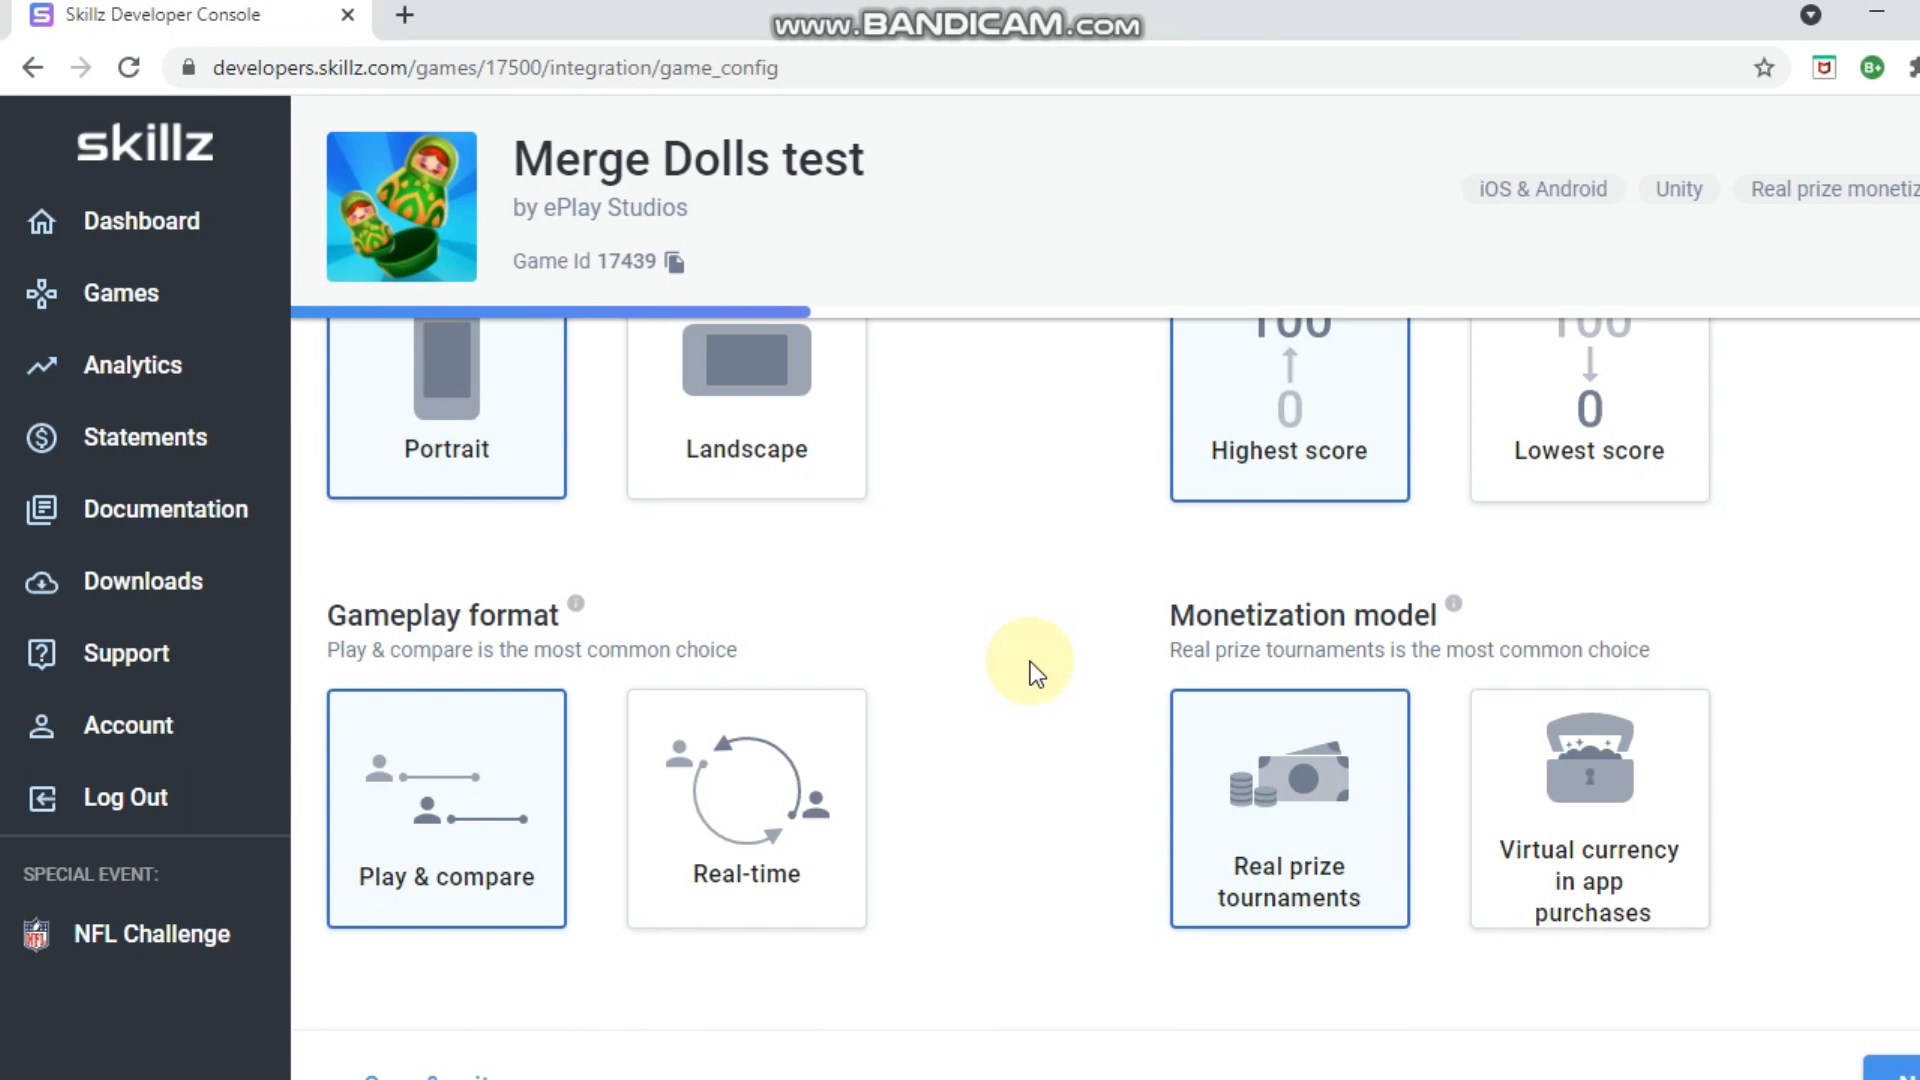 Skillz Developer Console
www.BANDICAM.com
developers.skillz.com/games/17500/integration/game_config
B+
skillz
Dashboard
Games
Analytics
Statements
Documentation
Downloads
Support
Account
Log Out
SPECIAL EVENT:
NFL Challenge
Merge Dolls test
by ePlay Studios
Game Id 17439
iOS & Android
Unity
Real prize
Portrait
Landscape
100
0
Highest score
100
0
Lowest score
Gameplay format
Play & compare is the most common choice
Play & compare
Real-time
Monetization model
Real prize tournaments is the most common choice
Real prize
tournaments
Virtual currency
in app
purchases